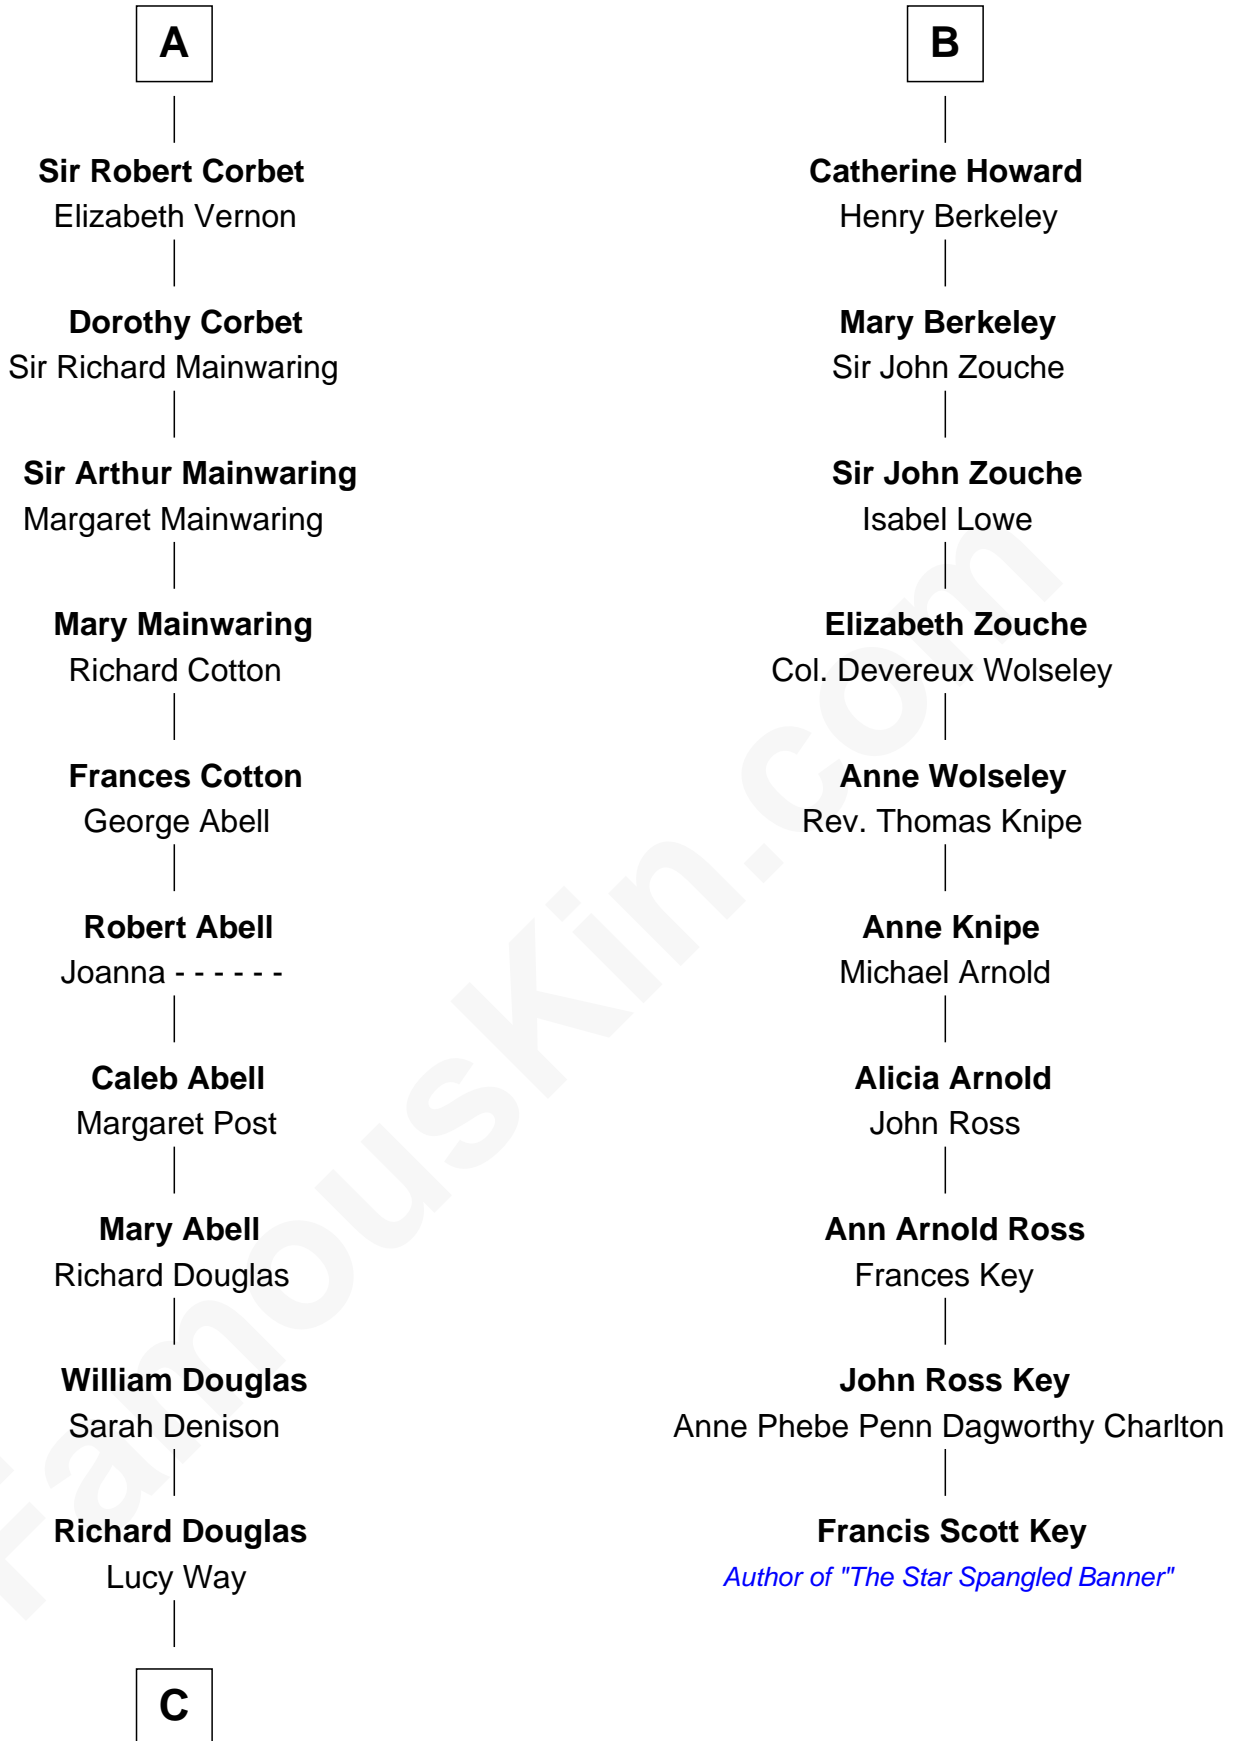 A
Sir Robert Corbet
Elizabeth Vernon
Dorothy Corbet
Sir Richard Mainwaring
Sir Arthur Mainwaring
Margaret Mainwaring
Mary Mainwaring
Richard Cotton
Frances Cotton
George Abell
Robert Abell
Joanna - - - - - -
Caleb Abell
Margaret Post
Mary Abell
Richard Douglas
William Douglas
Sarah Denison
Richard Douglas
Lucy Way
C
B
Catherine Howard
Henry Berkeley
Mary Berkeley
Sir John Zouche
Sir John Zouche
Isabel Lowe
Elizabeth Zouche
Col. Devereux Wolseley
Anne Wolseley
Rev. Thomas Knipe
Anne Knipe
Michael Arnold
Alicia Arnold
John Ross
Ann Arnold Ross
Frances Key
John Ross Key
Anne Phebe Penn Dagworthy Charlton
Francis Scott Key
Author of "The Star Spangled Banner"
FamousKin.com